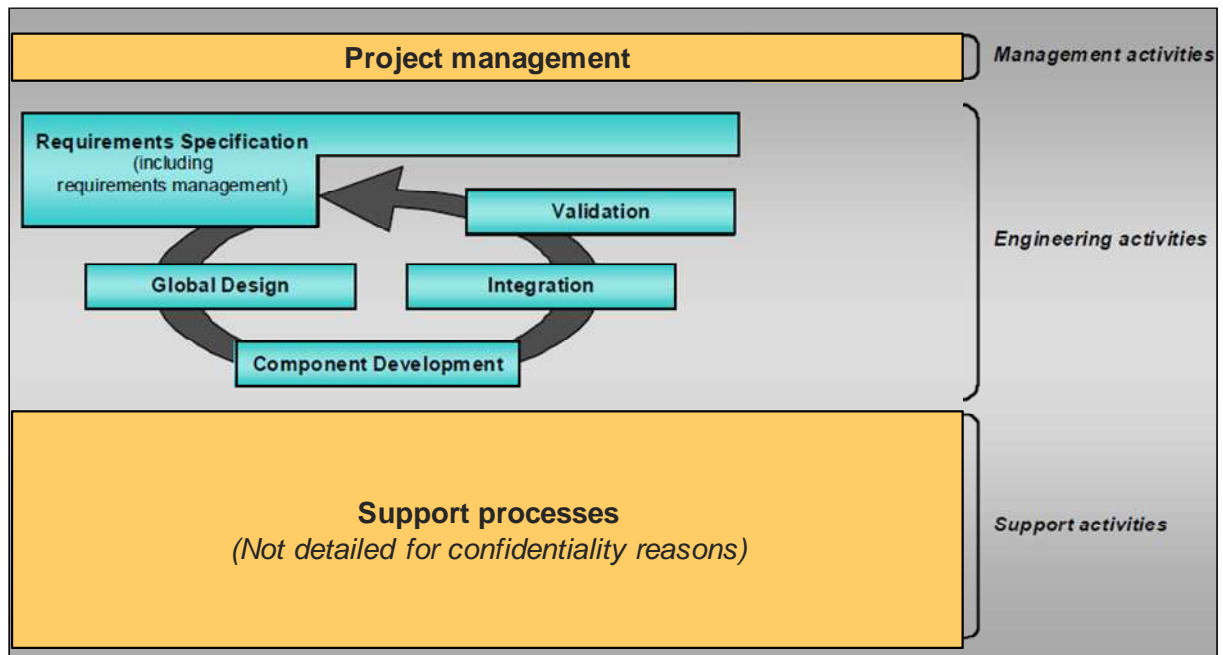 Project management
Management activities
Requirements Specification
(including
requirements management)
Validation
Engineering activities
Global Design
Integration
Component Development
Support processes
(Not detailed for confidentiality reasons)
Support activities